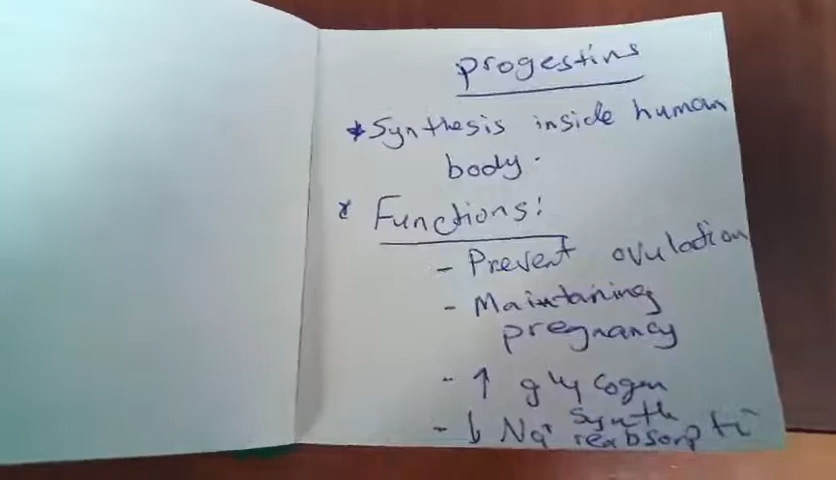 progestins
* Synthesis inside human
body.
* Functions:
- Prevent ovulation
- Maintaining
pregnancy
- ↑ glycogen
synth
- ↓ Na⁺ reabsorpti